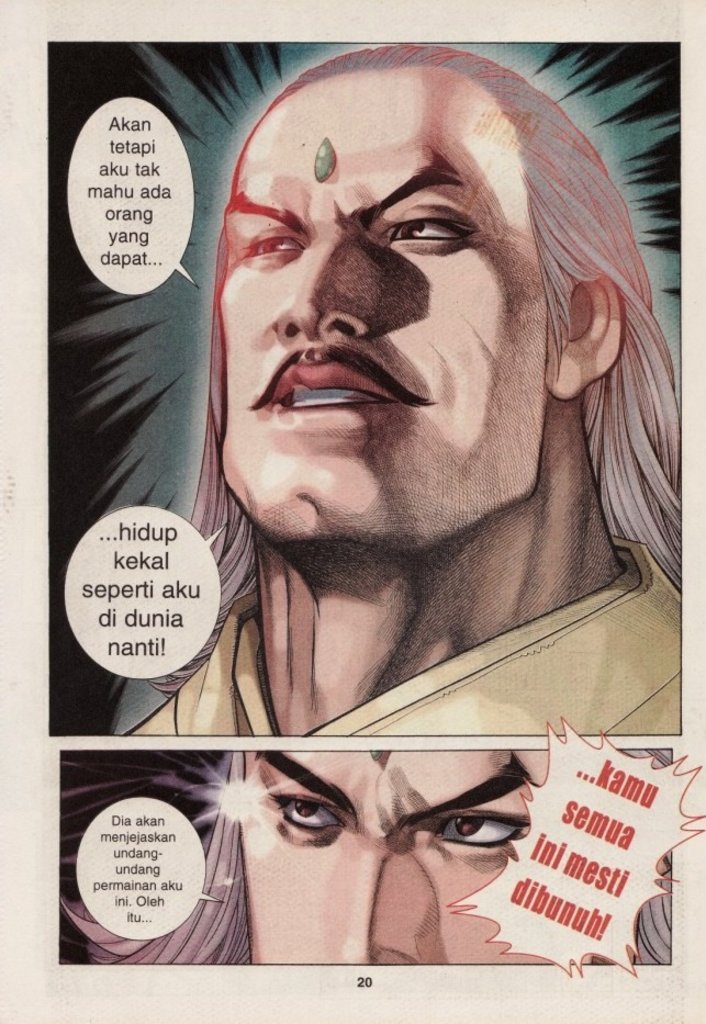 Akan
tetapi
aku tak
mahu ada
orang
yang
dapat...
...hidup
kekal
seperti aku
di dunia
nanti!
Dia akan
menjejaskan
undang-
undang
permainan aku
ini. Oleh
itu...
...kamu
semua
ini mesti
dibunuh!
20